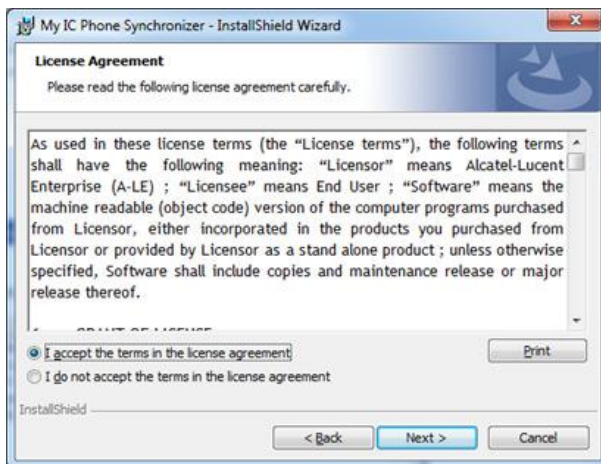 My IC Phone Synchronizer - InstallShield Wizard
License Agreement
Please read the following license agreement carefully.
As used in these license terms (the “License terms”), the following terms
shall have the following meaning: “Licensor” means Alcatel-Lucent
Enterprise (A-LE) ; “Licensee” means End User ; “Software” means the
machine readable (object code) version of the computer programs purchased
from Licensor, either incorporated in the products you purchased from
Licensor or provided by Licensor as a stand alone product ; unless otherwise
specified, Software shall include copies and maintenance release or major
release thereof.
GRANT OF LICENSE
I accept the terms in the license agreement
Print
I do not accept the terms in the license agreement
InstallShield
< Back
Next >
Cancel